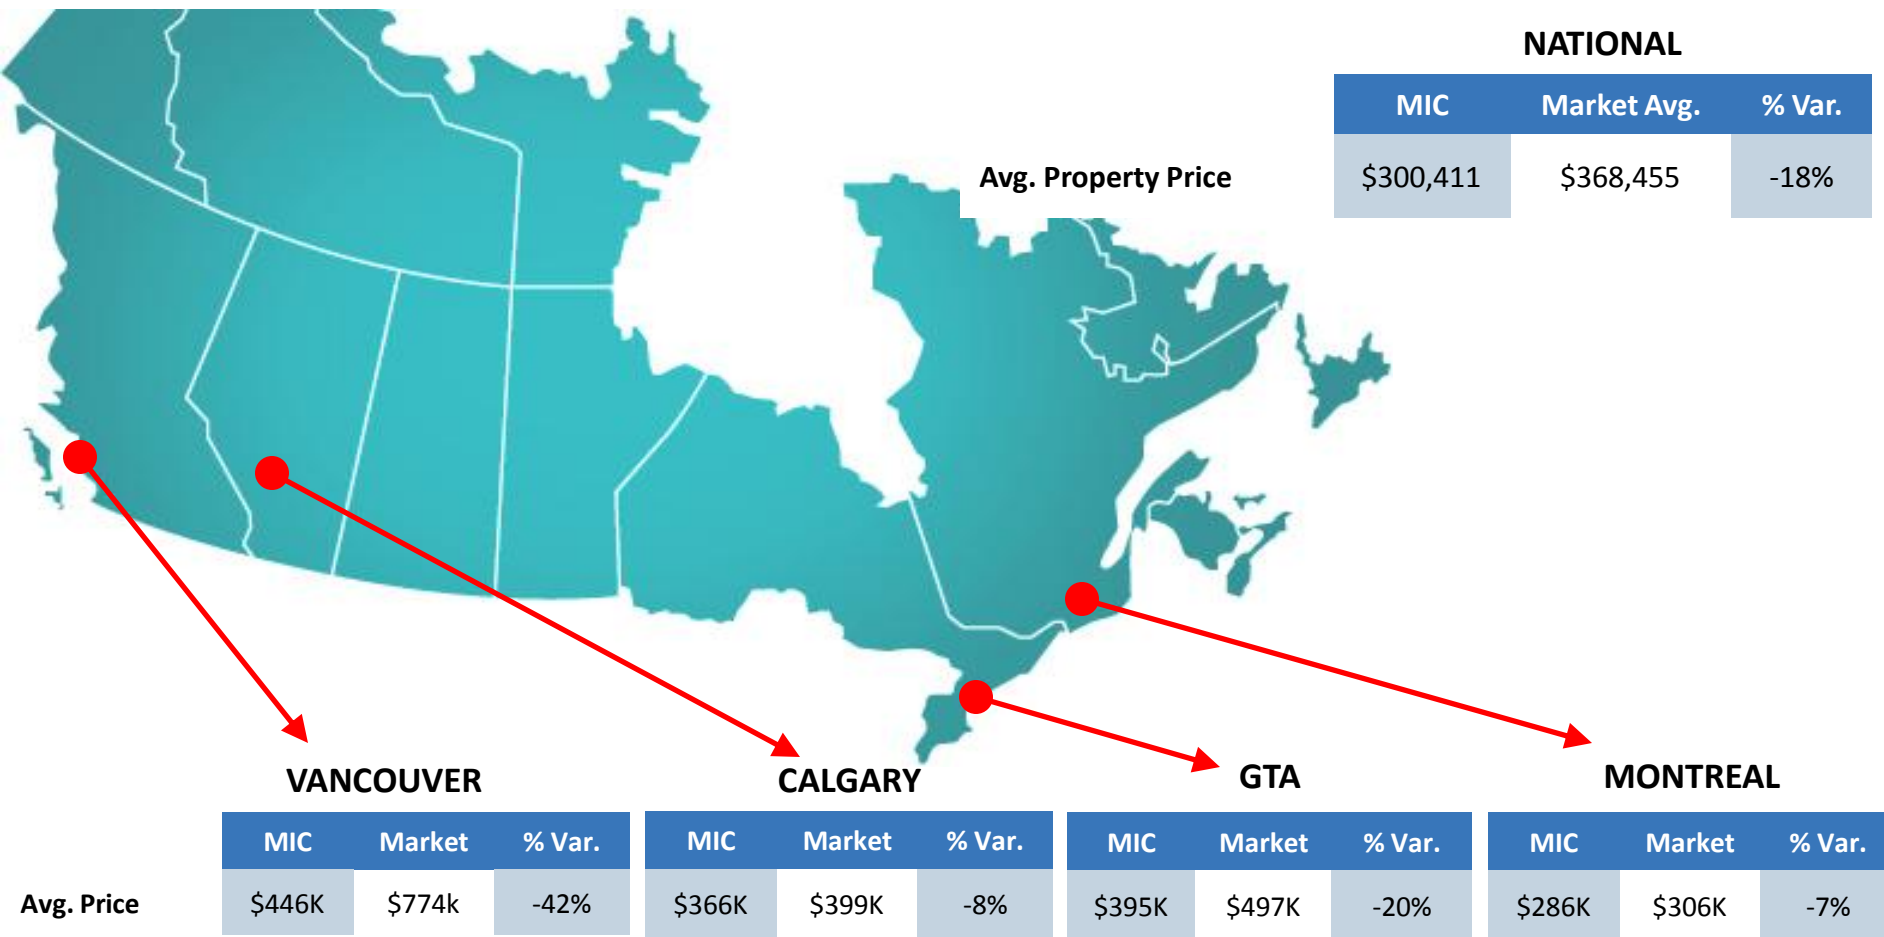 NATIONAL
MIC Market Avg. % Var.
Avg. Property Price $300,411 $368,455 -18%
VANCOUVER CALGARY GTA MONTREAL
MIC Market % Var. MIC Market % Var. MIC Market % Var. MIC Market % Var.
Avg. Price $446K $774k -42% $366K $399K -8% $395K $497K -20% $286K $306K -7%